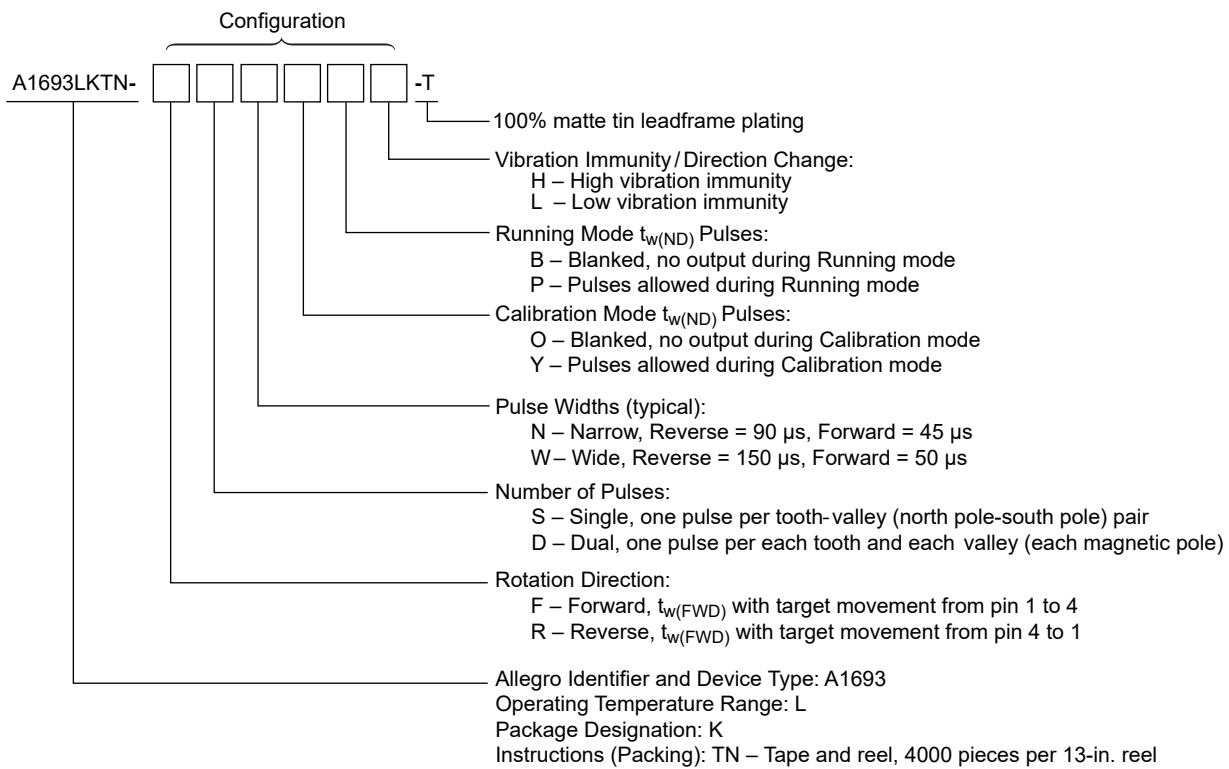 Configuration
A1693LKTN- -T
100% matte tin leadframe plating
Vibration Immunity/Direction Change:
H – High vibration immunity
L – Low vibration immunity
Running Mode tw(ND) Pulses:
B – Blanked, no output during Running mode
P – Pulses allowed during Running mode
Calibration Mode tw(ND) Pulses:
O – Blanked, no output during Calibration mode
Y – Pulses allowed during Calibration mode
Pulse Widths (typical):
N – Narrow, Reverse = 90 µs, Forward = 45 µs
W – Wide, Reverse = 150 µs, Forward = 50 µs
Number of Pulses:
S – Single, one pulse per tooth-valley (north pole-south pole) pair
D – Dual, one pulse per each tooth and each valley (each magnetic pole)
Rotation Direction:
F – Forward, tw(FWD) with target movement from pin 1 to 4
R – Reverse, tw(FWD) with target movement from pin 4 to 1
Allegro Identifier and Device Type: A1693
Operating Temperature Range: L
Package Designation: K
Instructions (Packing): TN – Tape and reel, 4000 pieces per 13-in. reel